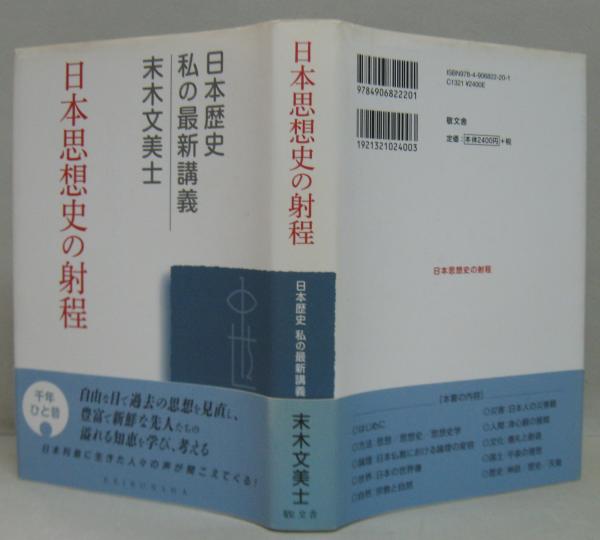 日本歴史
私の最新講義
末木文美士
日本思想史の射程
中世
千年
ひと昔
自由な目で過去の思想を見直し、
豊富で新鮮な先人たちの
溢れる知恵を学び、考える
日本列島に生きた人々の声が聞こえてくる!
KEIBUNSHA
日本思想史の射程
日本歴史 私の最新講義
末木文美士
敬文舎
9784906822201
ISBN978-4-906822-20-1
C1321 ¥2400E
1921321024003
敬文舎
定価:本体2400円+税
日本思想史の射程
[本書の内容]
◎はじめに
◎方法:思想/思想史/思想史学
◎論理:日本仏教における論理の変容
◎世界:日本の世界像
◎自然:宗教と自然
◎災害:日本人の災害観
◎人間:浄心観の展開
◎文化:儀礼と創造
◎国土:
◎歴史:神話/歴史/天皇